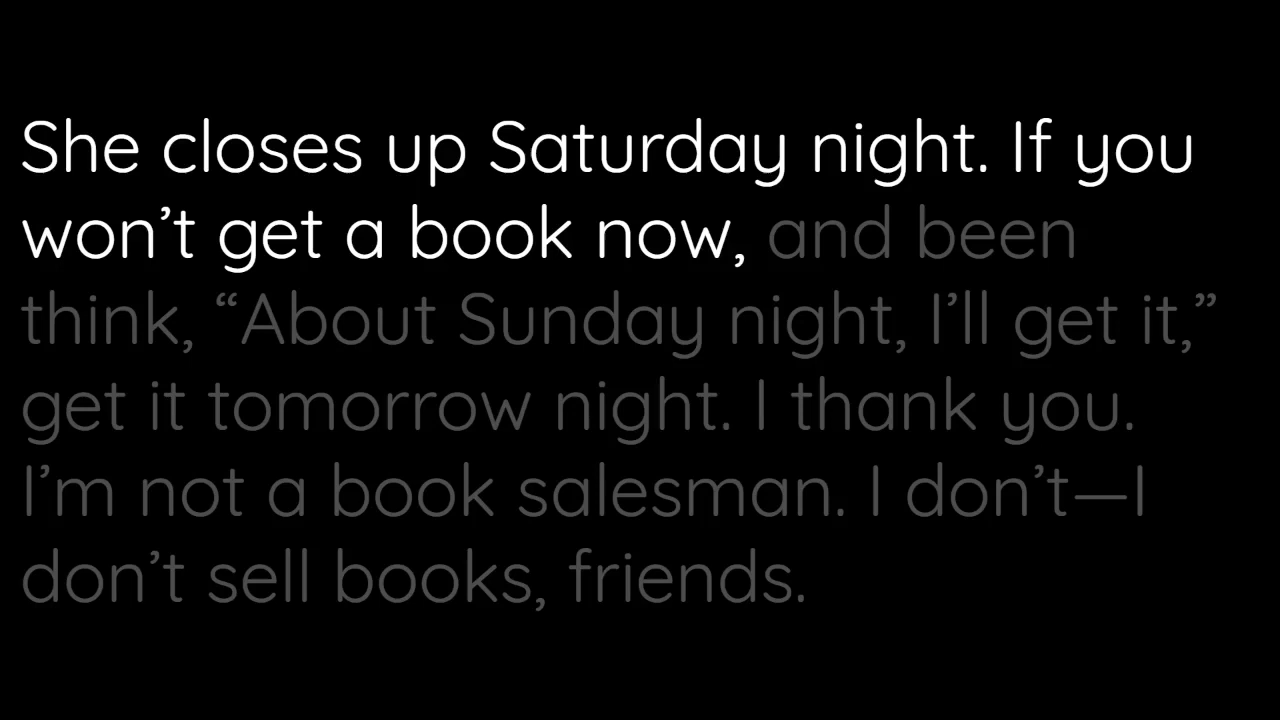 She closes up Saturday night. If you
won’t get a book now, and been
think, “About Sunday night, I’ll get it,”
get it tomorrow night. I thank you.
I’m not a book salesman. I don’t—I
don’t sell books, friends.